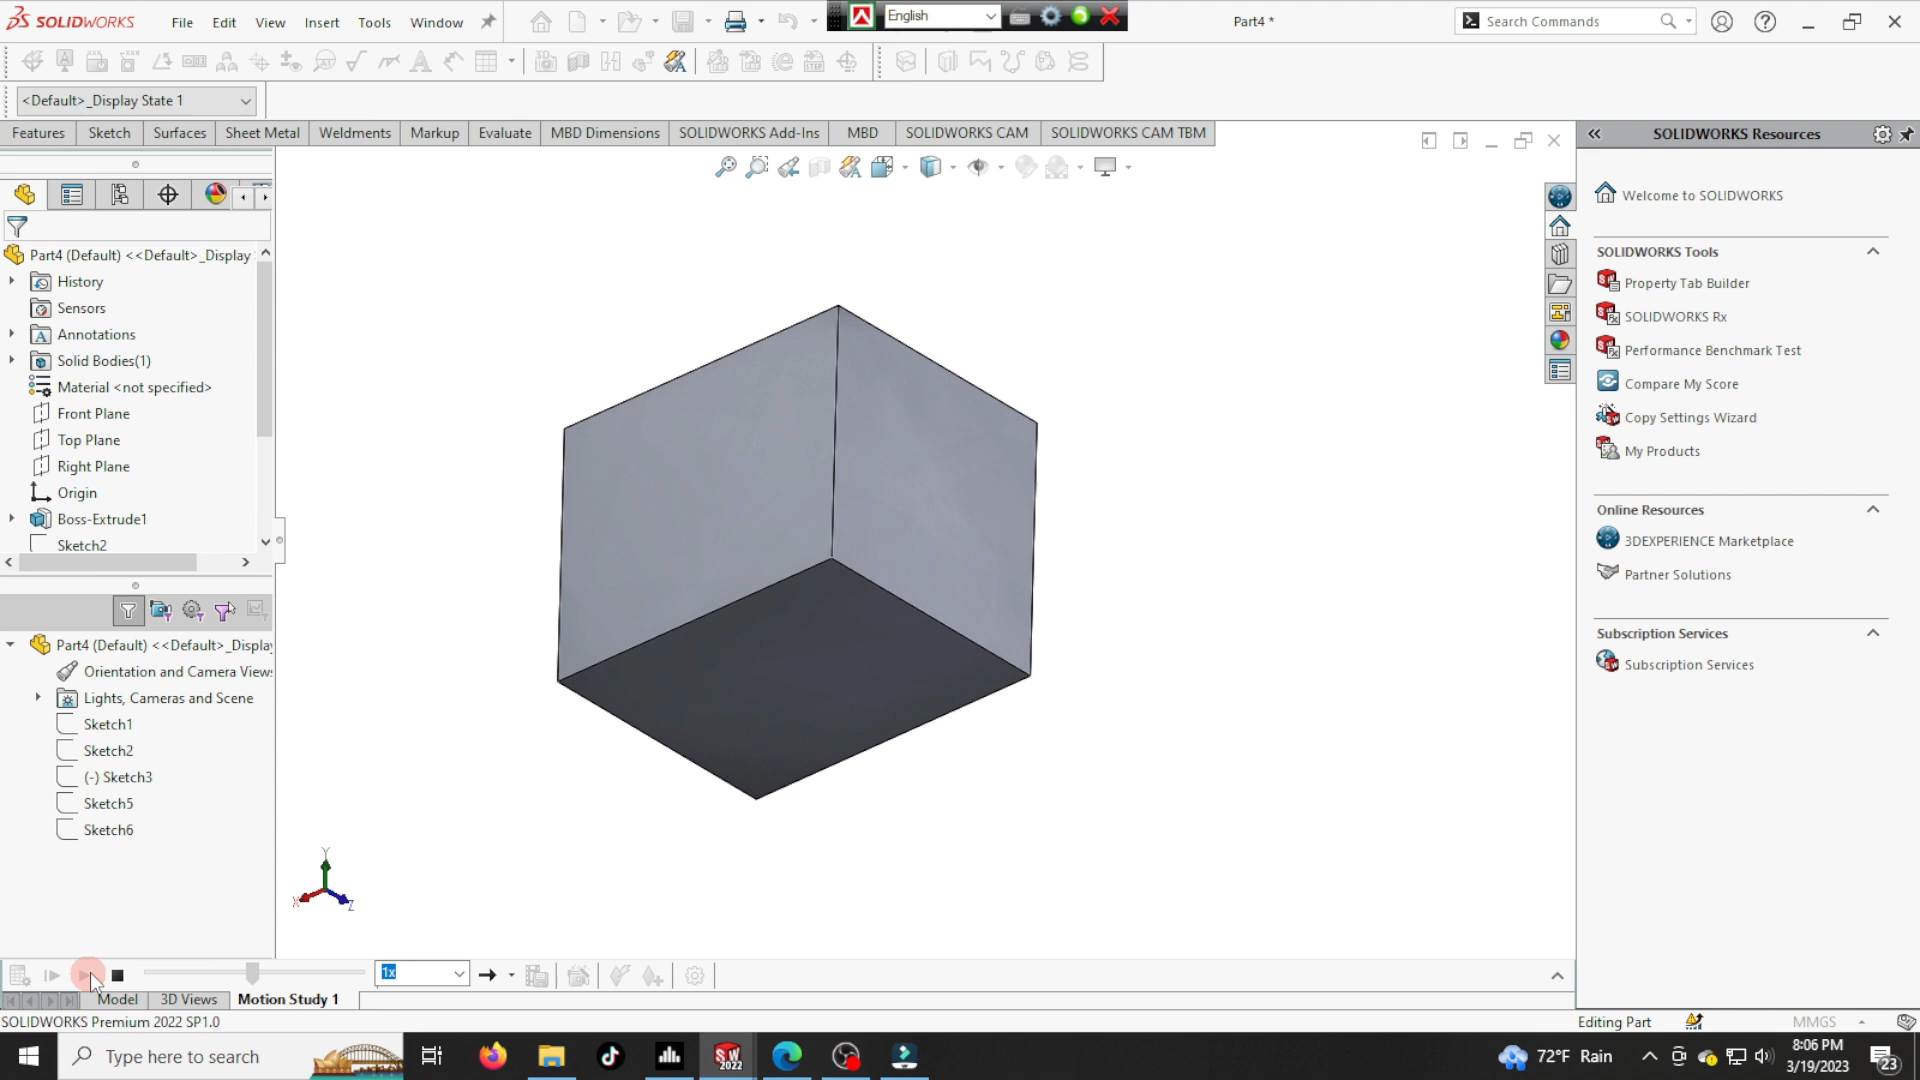 SOLIDWORKS File Edit View Insert Tools Window English Part4 * Search Commands
<Default>_Display State 1
Features Sketch Surfaces Sheet Metal Weldments Markup Evaluate MBD Dimensions SOLIDWORKS Add-Ins MBD SOLIDWORKS CAM SOLIDWORKS CAM TBM
SOLIDWORKS Resources
Part4 (Default) <<Default>_Display
History
Sensors
Annotations
Solid Bodies(1)
Material <not specified>
Front Plane
Top Plane
Right Plane
Origin
Boss-Extrude1
Sketch2
Part4 (Default) <<Default>_Display
Orientation and Camera Views
Lights, Cameras and Scene
Sketch1
Sketch2
(-) Sketch3
Sketch5
Sketch6
Y
X
Z
Welcome to SOLIDWORKS
SOLIDWORKS Tools
Property Tab Builder
SOLIDWORKS Rx
Performance Benchmark Test
Compare My Score
Copy Settings Wizard
My Products
Online Resources
3DEXPERIENCE Marketplace
Partner Solutions
Subscription Services
Subscription Services
1x
Model 3D Views Motion Study 1
SOLIDWORKS Premium 2022 SP1.0 Editing Part MMGS
Type here to search SW 2022 72°F Rain 8:06 PM
3/19/2023 23